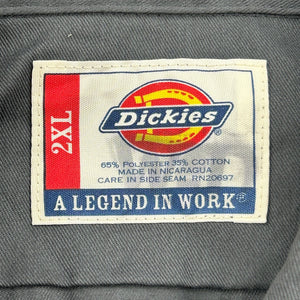 2XL
Dickies®
65% POLYESTER 35% COTTON
MADE IN NICARAGUA
CARE IN SIDE SEAM RN20697
A LEGEND IN WORK®